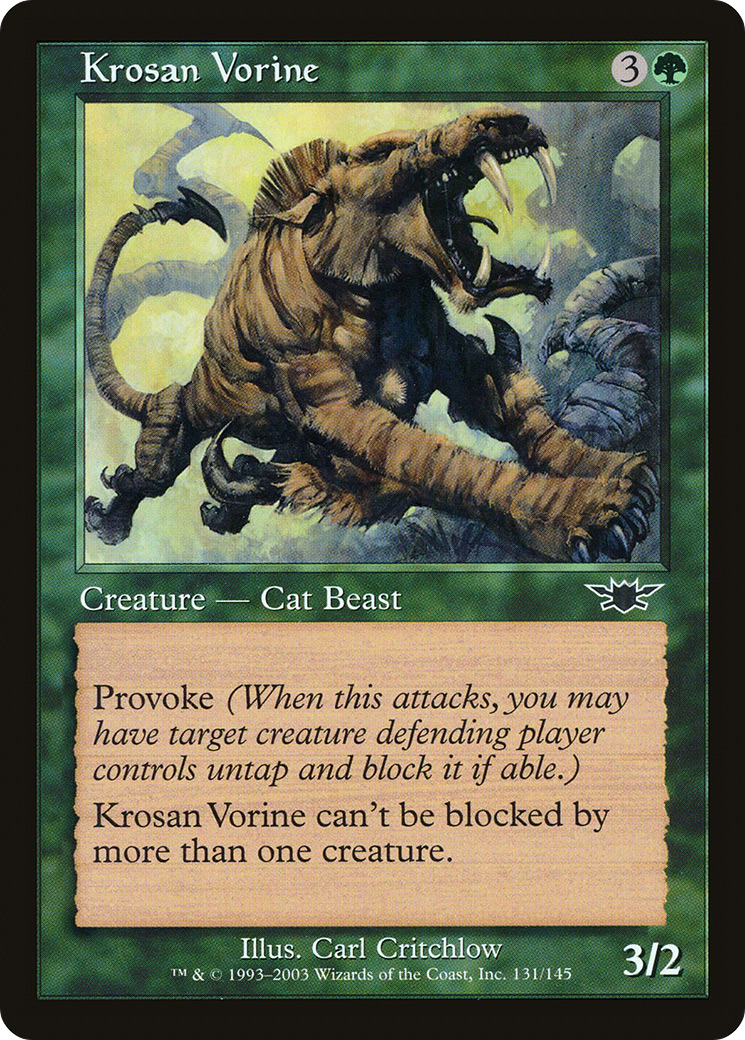 Krosan Vorine 3
Creature — Cat Beast
Provoke (When this attacks, you may
have target creature defending player
controls untap and block it if able.)
Krosan Vorine can't be blocked by
more than one creature.
Illus. Carl Critchlow
™ & © 1993–2003 Wizards of the Coast, Inc. 131/145
3/2